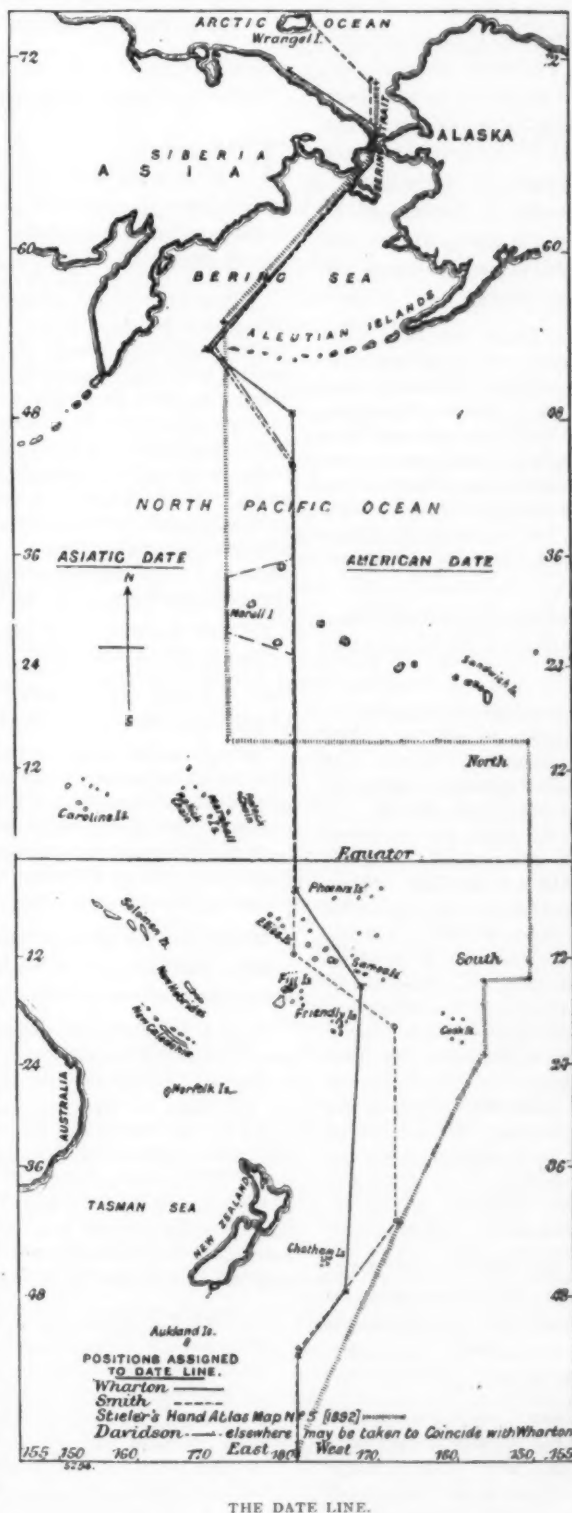 ARCTIC OCEAN
Wrangel I.
72
72
BERING STRAIT
ALASKA
SIBERIA
ASIA
60
60
BERING SEA
ALEUTIAN ISLANDS
48
48
NORTH PACIFIC OCEAN
36
36
ASIATIC DATE
AMERICAN DATE
N
Morell I
24
24
Sandwich Is.
S
12
12
North
Caroline Is.
Marshall Is.
Equator
Phoenix Is.
Solomon Is.
Ellice Is.
12
South
12
Samoa Is.
New Hebrides
Fiji Is
Friendly Is
Cook Is.
New Caledonia
24
24
AUSTRALIA
Norfolk Is.
36
36
TASMAN SEA
NEW ZEALAND
Chatham Is
48
48
Aukland Is.
POSITIONS ASSIGNED
TO DATE LINE.
Wharton
Smith
Stieler's Hand Atlas Map Nº 5 [1892]
Davidson elsewhere may be taken to Coincide with Wharton
East West
155 150 160 170 180 170 160 150 155
5296.
THE DATE LINE.